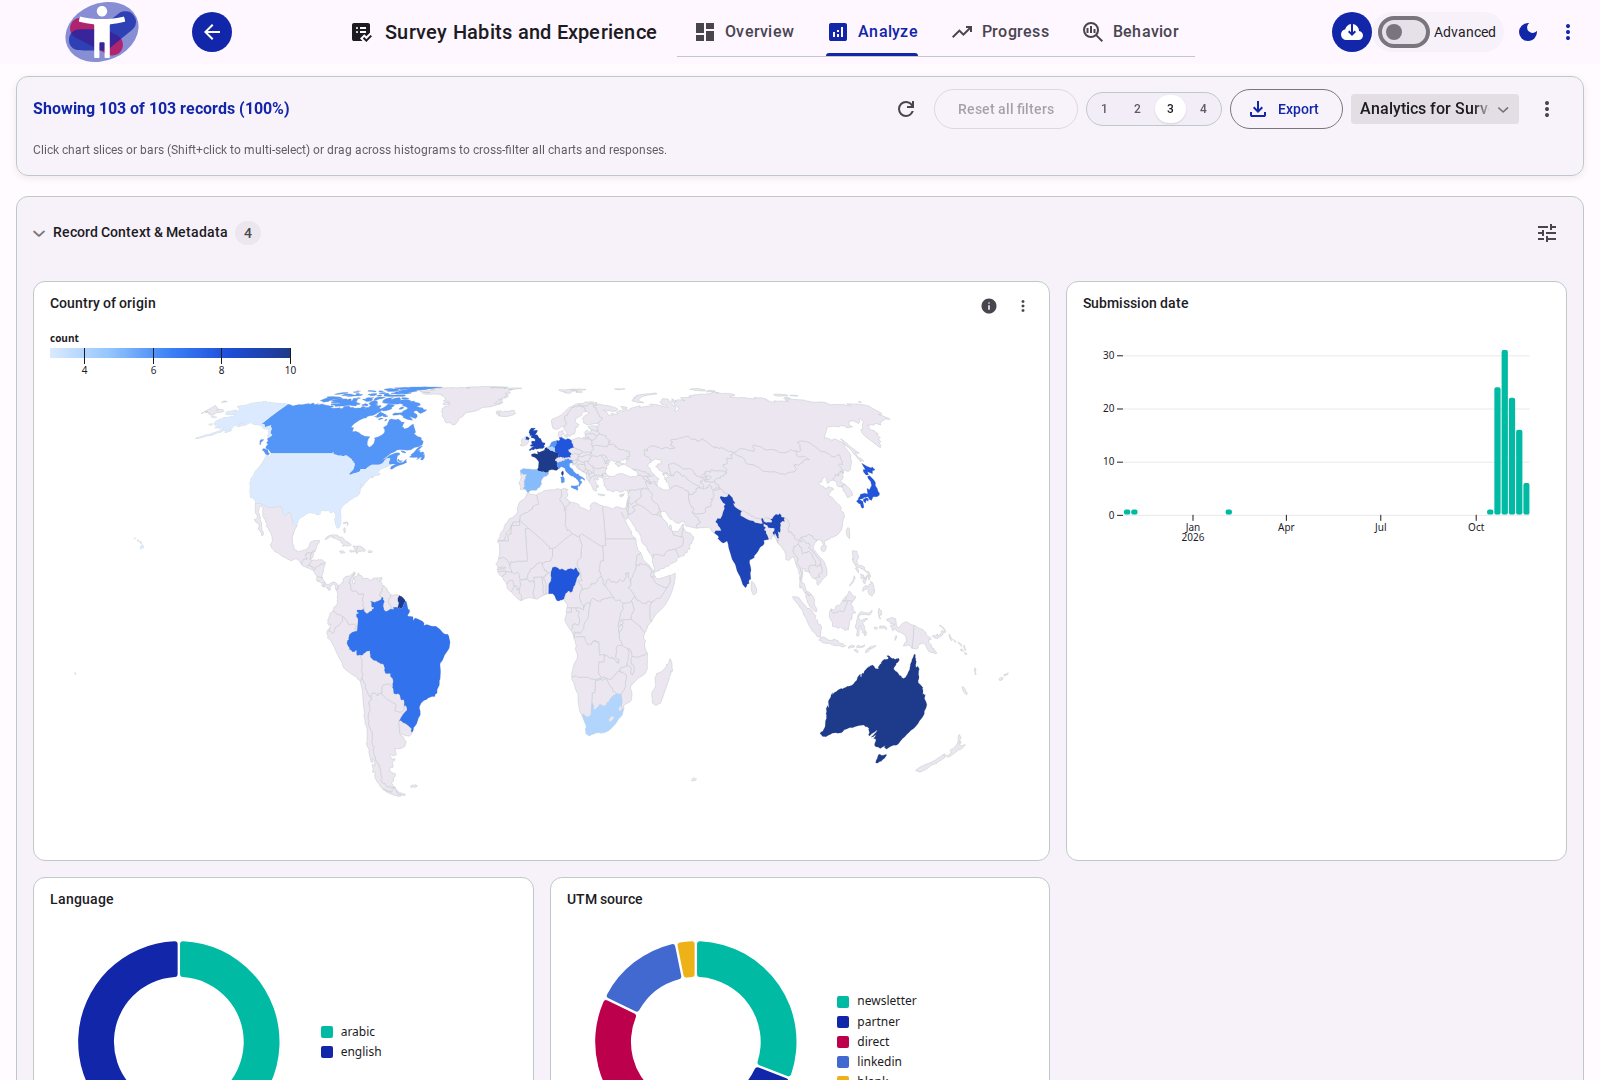 Survey Habits and Experience
Overview
Analyze
Progress
Behavior
Advanced
Showing 103 of 103 records (100%)
Reset all filters
1
2
3
4
Export
Analytics for Surv
Click chart slices or bars (Shift+click to multi-select) or drag across histograms to cross-filter all charts and responses.
Record Context & Metadata
4
Country of origin
count
4
6
8
10
Submission date
30
20
10
0
Jan
2026
Apr
Jul
Oct
Language
arabic
english
UTM source
newsletter
partner
direct
linkedin